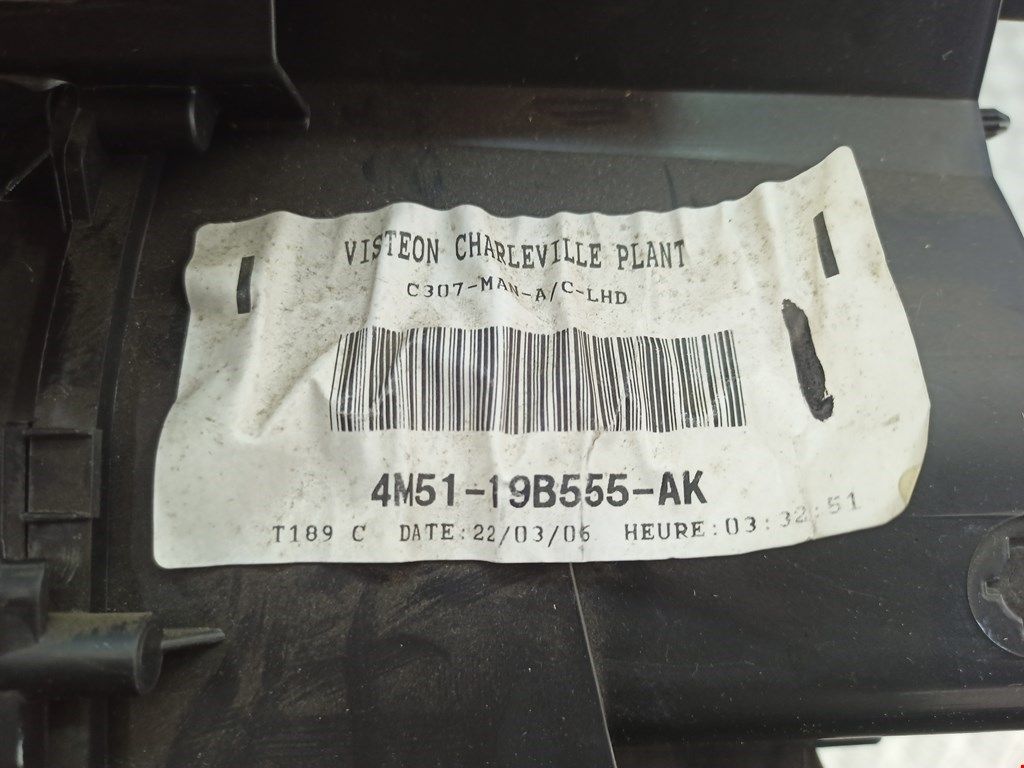 VISTEON CHARLEVILLE PLANT
C307-MAN-A/C-LHD
4M51-19B555-AK
T189 C DATE:22/03/06 HEURE:03:32:51